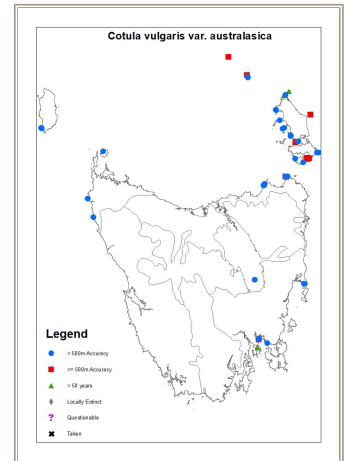 Cotula vulgaris var. australasica
Legend
< 500m Accuracy
>= 500m Accuracy
> 50 years
Locally Extinct
Questionable
Taken